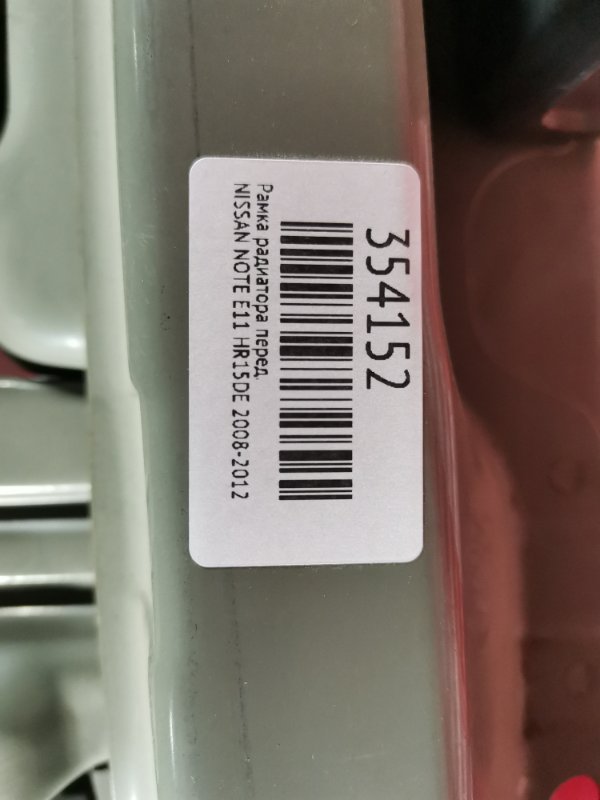 354152
Рамка радиатора перед.
NISSAN NOTE E11 HR15DE 2008-2012